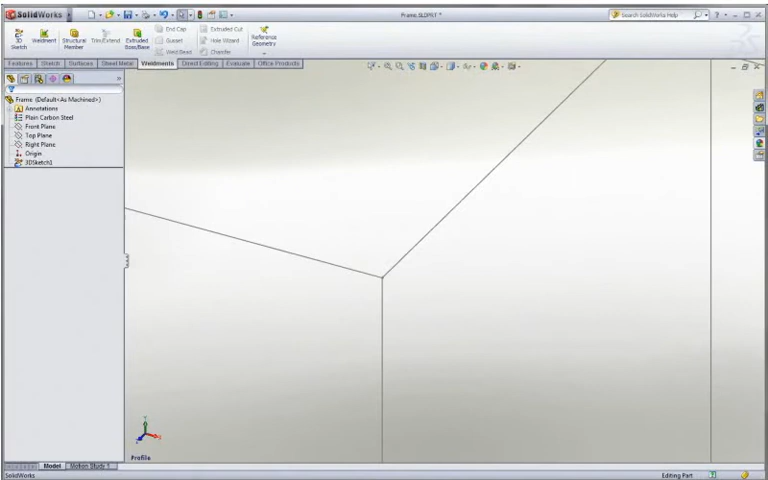 SolidWorks
Frame.SLDPRT *
Search SolidWorks Help
3D Sketch
Weldment
Structural Member
Trim/Extend
Extruded Boss/Base
End Cap
Gusset
Weld Bead
Extruded Cut
Hole Wizard
Chamfer
Reference Geometry
Features Sketch Surfaces Sheet Metal Weldments Direct Editing Evaluate Office Products
Frame (Default<As Machined>)
Annotations
Plain Carbon Steel
Front Plane
Top Plane
Right Plane
Origin
3DSketch1
Profile
Model Motion Study 1
SolidWorks
Editing Part